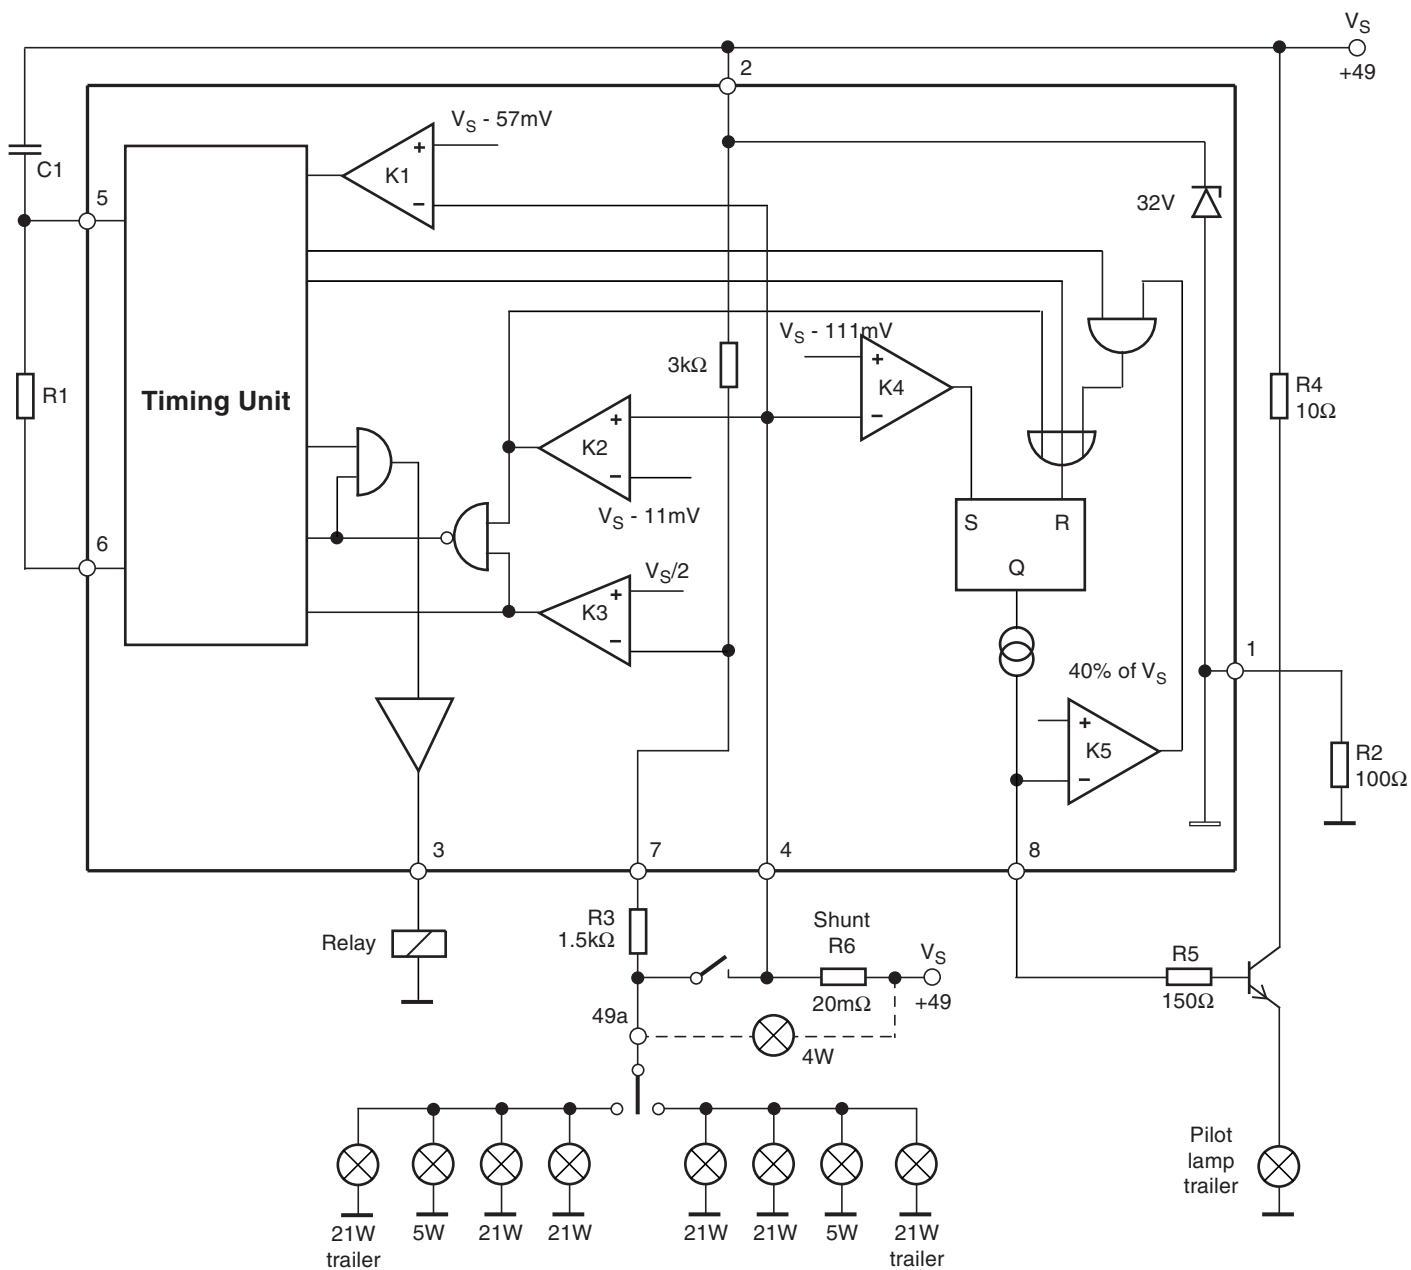 V_S
+49
2
V_S - 57mV
C1
K1
5
32V
V_S - 111mV
3kΩ
K4
R1
Timing Unit
R4
10Ω
K2
V_S - 11mV
S
R
6
V_S/2
Q
K3
1
40% of V_S
K5
R2
100Ω
3
7
4
8
R3
1.5kΩ
Shunt
R6
V_S
Relay
R5
20mΩ
+49
150Ω
49a
4W
Pilot
lamp
trailer
21W
trailer
5W
21W
21W
21W
21W
5W
21W
trailer